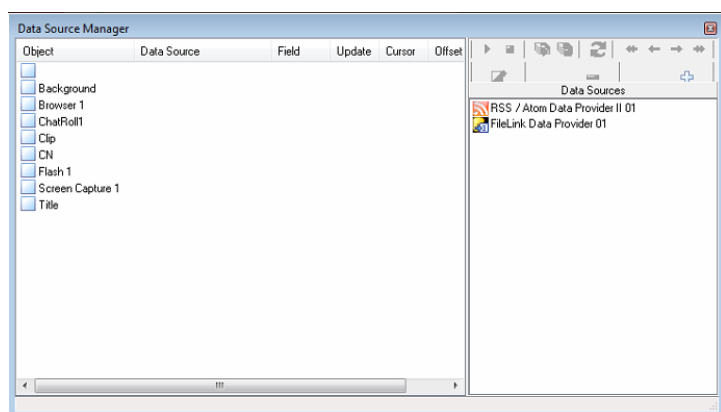 Data Source Manager
Object Data Source Field Update Cursor Offset
Data Sources
Background
Browser 1
ChatRoll1
Clip
CN
Flash 1
Screen Capture 1
Title
RSS / Atom Data Provider II 01
FileLink Data Provider 01